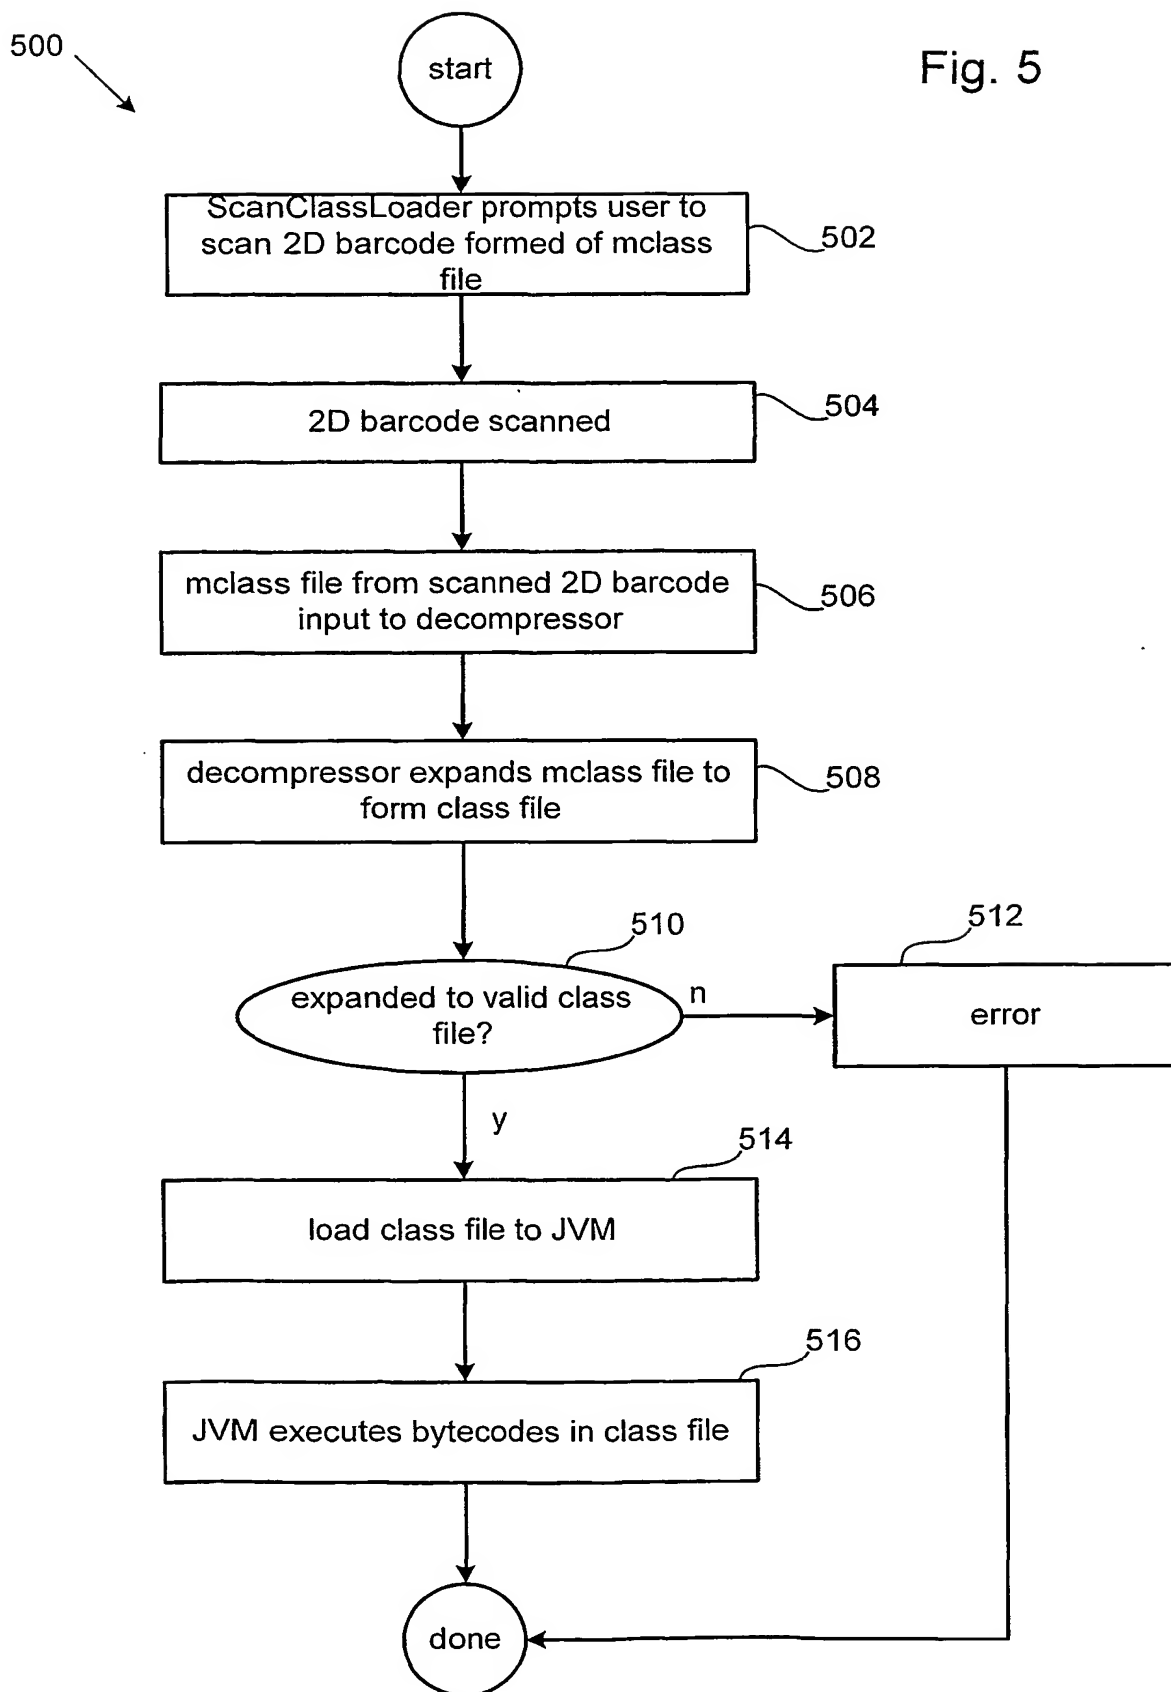 500
start
Fig. 5
ScanClassLoader prompts user to
scan 2D barcode formed of mclass
file
502
2D barcode scanned
504
mclass file from scanned 2D barcode
input to decompressor
506
decompressor expands mclass file to
form class file
508
510
expanded to valid class
file?
n
512
error
y
514
load class file to JVM
516
JVM executes bytecodes in class file
done